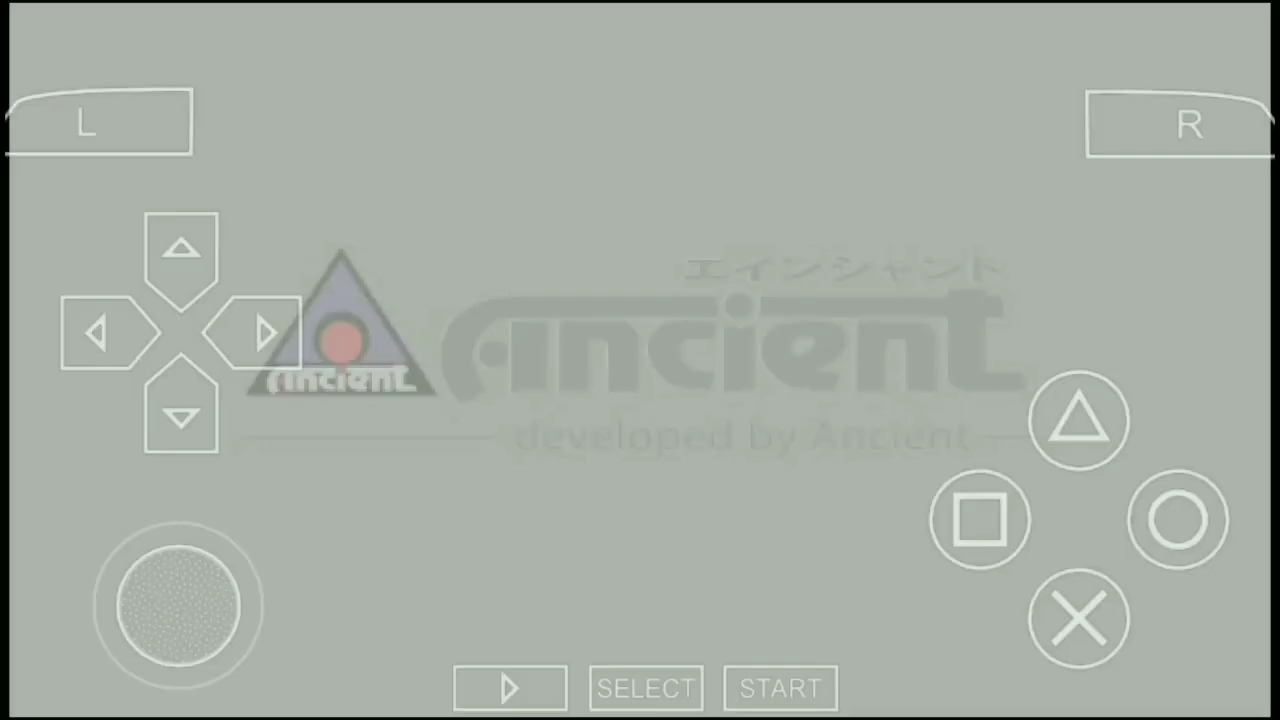 L
R
エインシャント
Ancient
ancient
developed by Ancient
SELECT
START